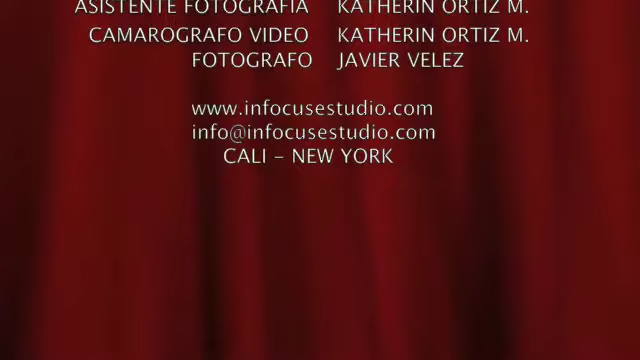 ASISTENTE FOTOGRAFIA KATHERIN ORTIZ M.
CAMAROGRAFO VIDEO KATHERIN ORTIZ M.
FOTOGRAFO JAVIER VELEZ
www.infocusestudio.com
info@infocusestudio.com
CALI - NEW YORK